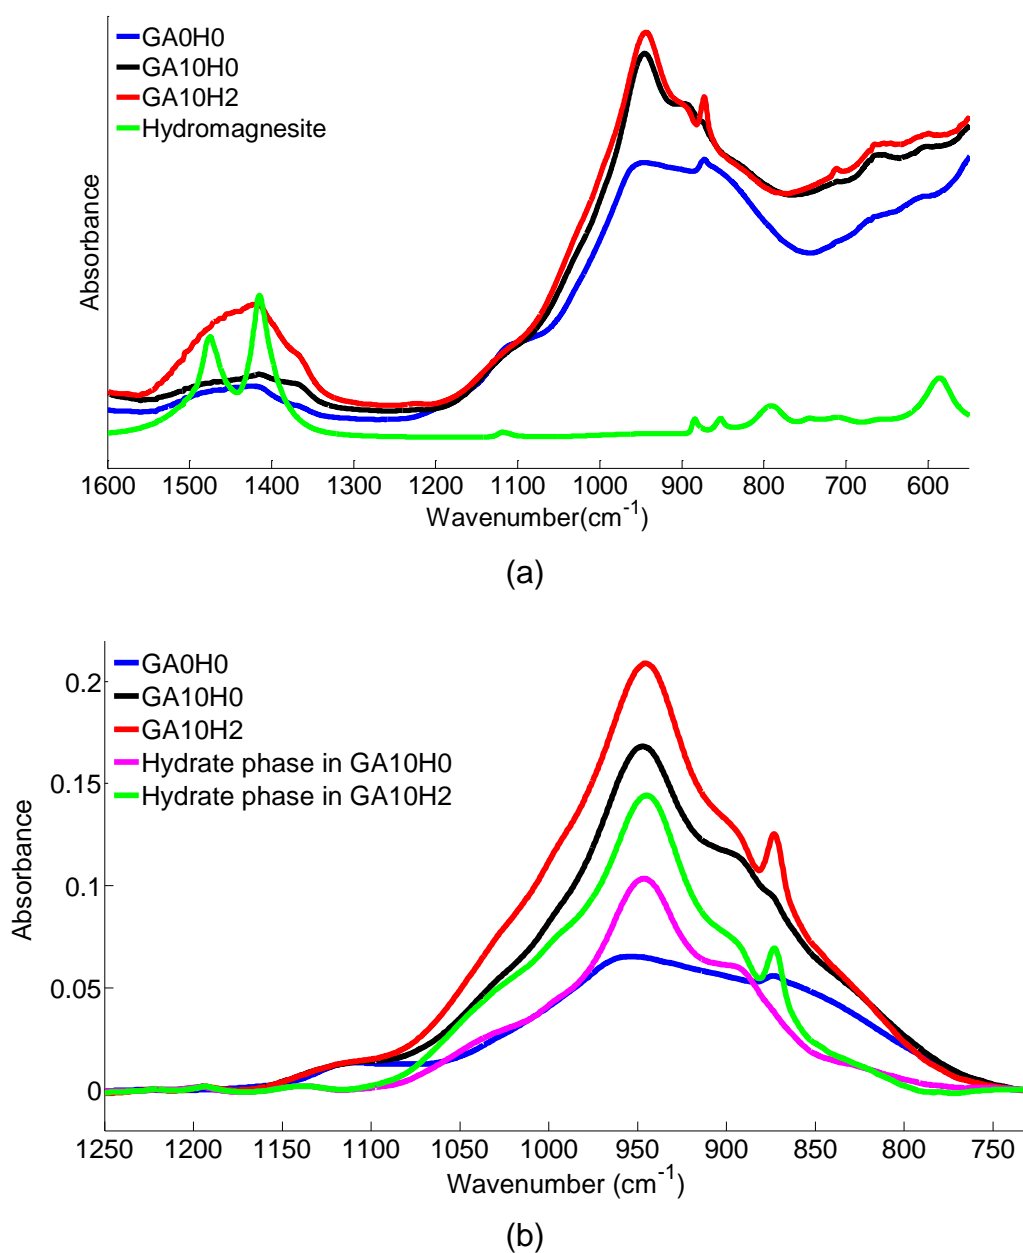 GA0H0
GA10H0
GA10H2
Hydromagnesite
Absorbance
1600 1500 1400 1300 1200 1100 1000 900 800 700 600
Wavenumber(cm⁻¹)
(a)
GA0H0
GA10H0
GA10H2
Hydrate phase in GA10H0
Hydrate phase in GA10H2
0.2
0.15
0.1
0.05
0
Absorbance
1250 1200 1150 1100 1050 1000 950 900 850 800 750
Wavenumber (cm⁻¹)
(b)